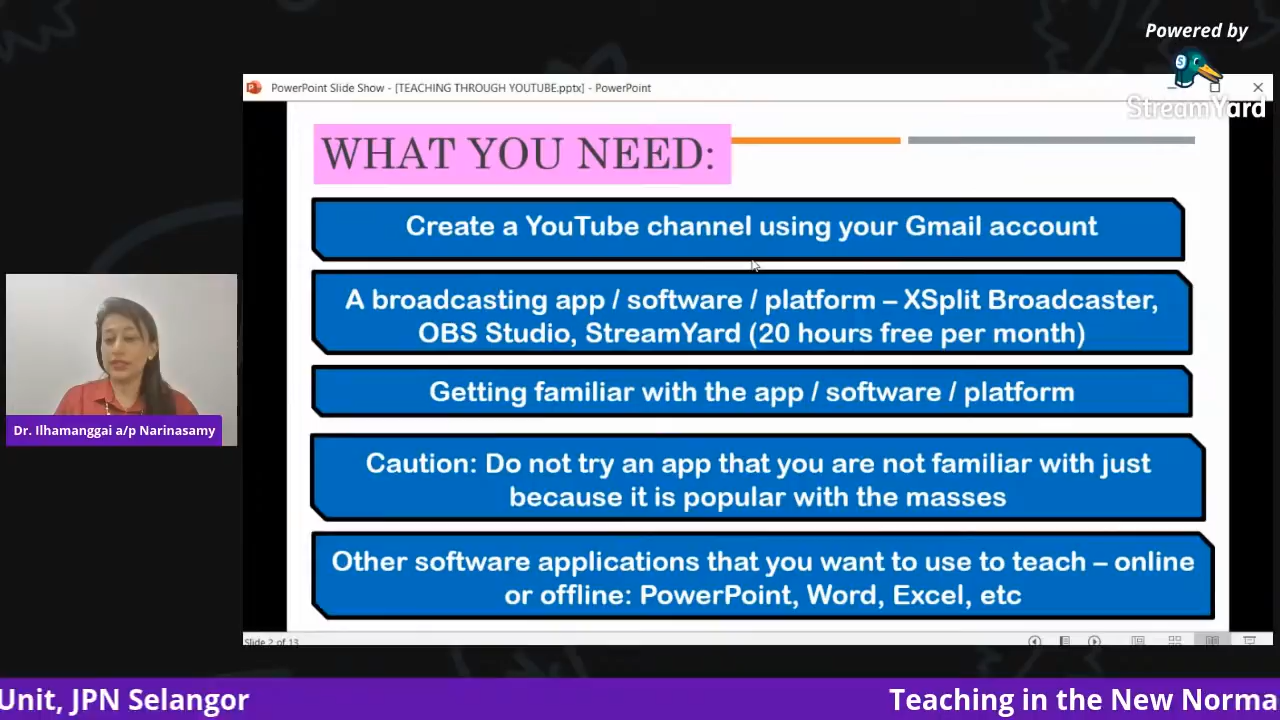 Powered by
StreamYard
PowerPoint Slide Show - [TEACHING THROUGH YOUTUBE.pptx] - PowerPoint
WHAT YOU NEED:
Create a YouTube channel using your Gmail account
A broadcasting app / software / platform – XSplit Broadcaster,
OBS Studio, StreamYard (20 hours free per month)
Getting familiar with the app / software / platform
Caution: Do not try an app that you are not familiar with just
because it is popular with the masses
Other software applications that you want to use to teach – online
or offline: PowerPoint, Word, Excel, etc
Slide 2 of 13
Dr. Ilhamanggai a/p Narinasamy
Unit, JPN Selangor
Teaching in the New Norma